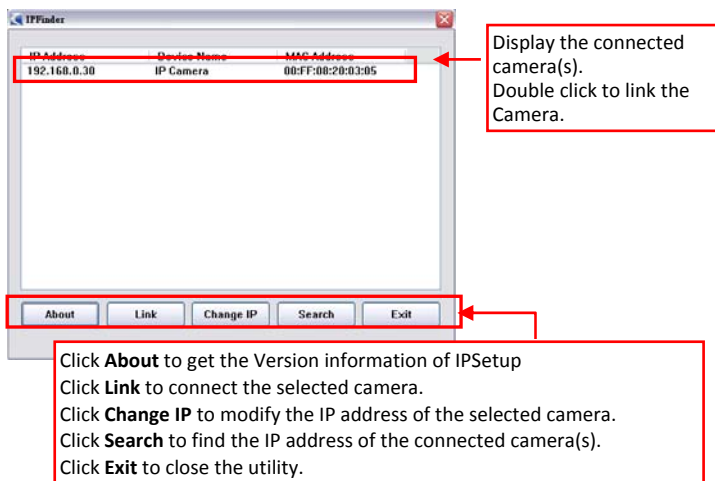 IPFinder
IP Address Device Name MAC Address
192.168.0.30 IP Camera 00:FF:08:20:03:05
Display the connected
camera(s).
Double click to link the
Camera.
About Link Change IP Search Exit
Click About to get the Version information of IPSetup
Click Link to connect the selected camera.
Click Change IP to modify the IP address of the selected camera.
Click Search to find the IP address of the connected camera(s).
Click Exit to close the utility.